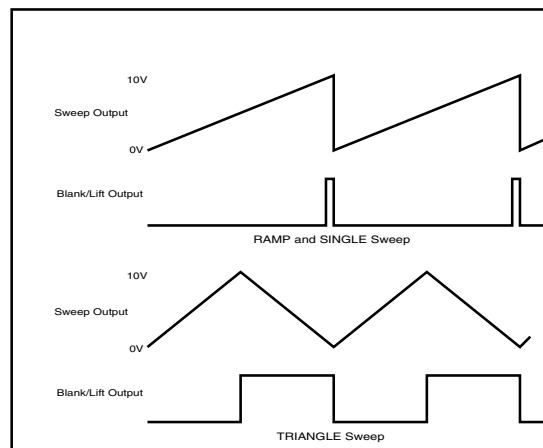 10V
Sweep Output
0V
Blank/Lift Output
RAMP and SINGLE Sweep
10V
Sweep Output
0V
Blank/Lift Output
TRIANGLE Sweep